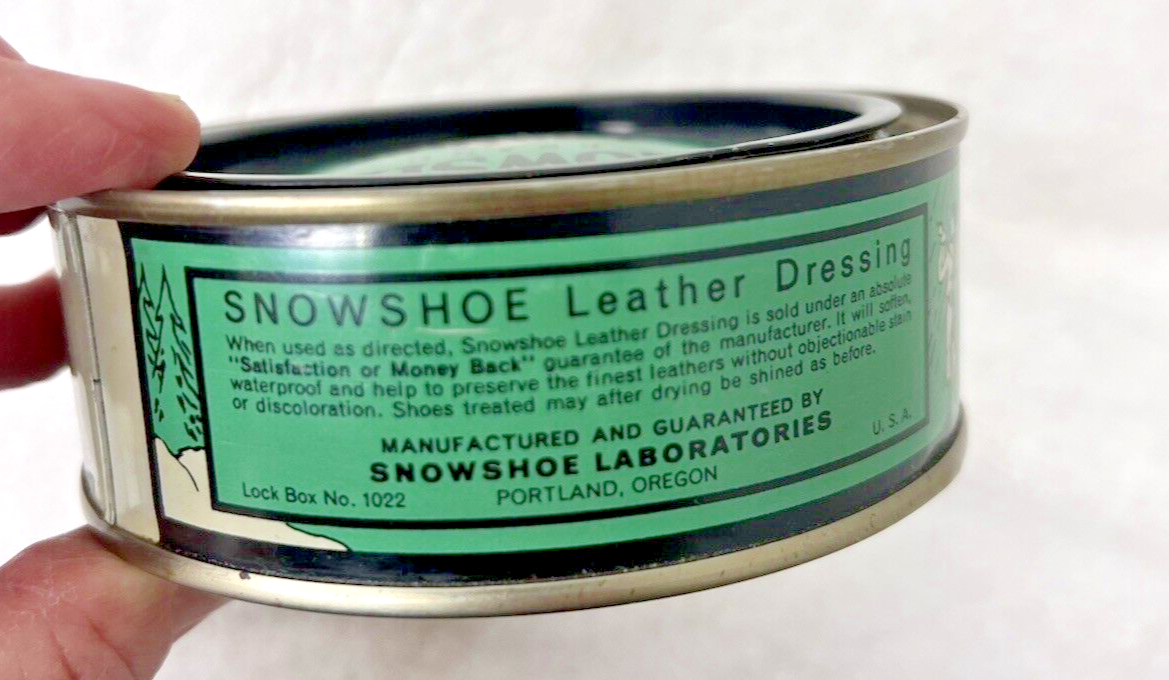 SNOWSHOE Leather Dressing
When used as directed, Snowshoe Leather Dressing is sold under an absolute
"Satisfaction or Money Back" guarantee of the manufacturer. It will soften,
waterproof and help to preserve the finest leathers without objectionable stain
or discoloration. Shoes treated may after drying be shined as before.
MANUFACTURED AND GUARANTEED BY
SNOWSHOE LABORATORIES
Lock Box No. 1022 PORTLAND, OREGON U. S. A.